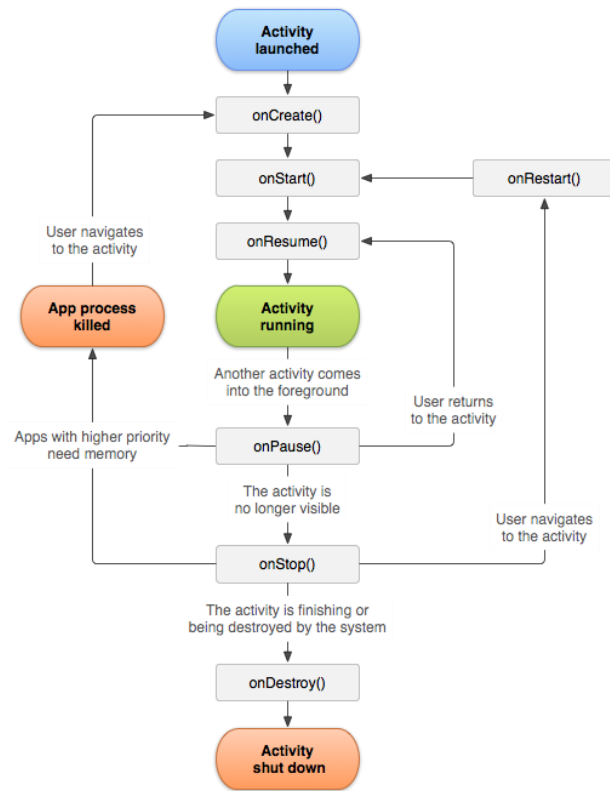 Activity
launched
onCreate()
onStart()
onRestart()
User navigates
to the activity
onResume()
App process
killed
Activity
running
Another activity comes
into the foreground
User returns
to the activity
Apps with higher priority
need memory
onPause()
The activity is
no longer visible
User navigates
to the activity
onStop()
The activity is finishing or
being destroyed by the system
onDestroy()
Activity
shut down